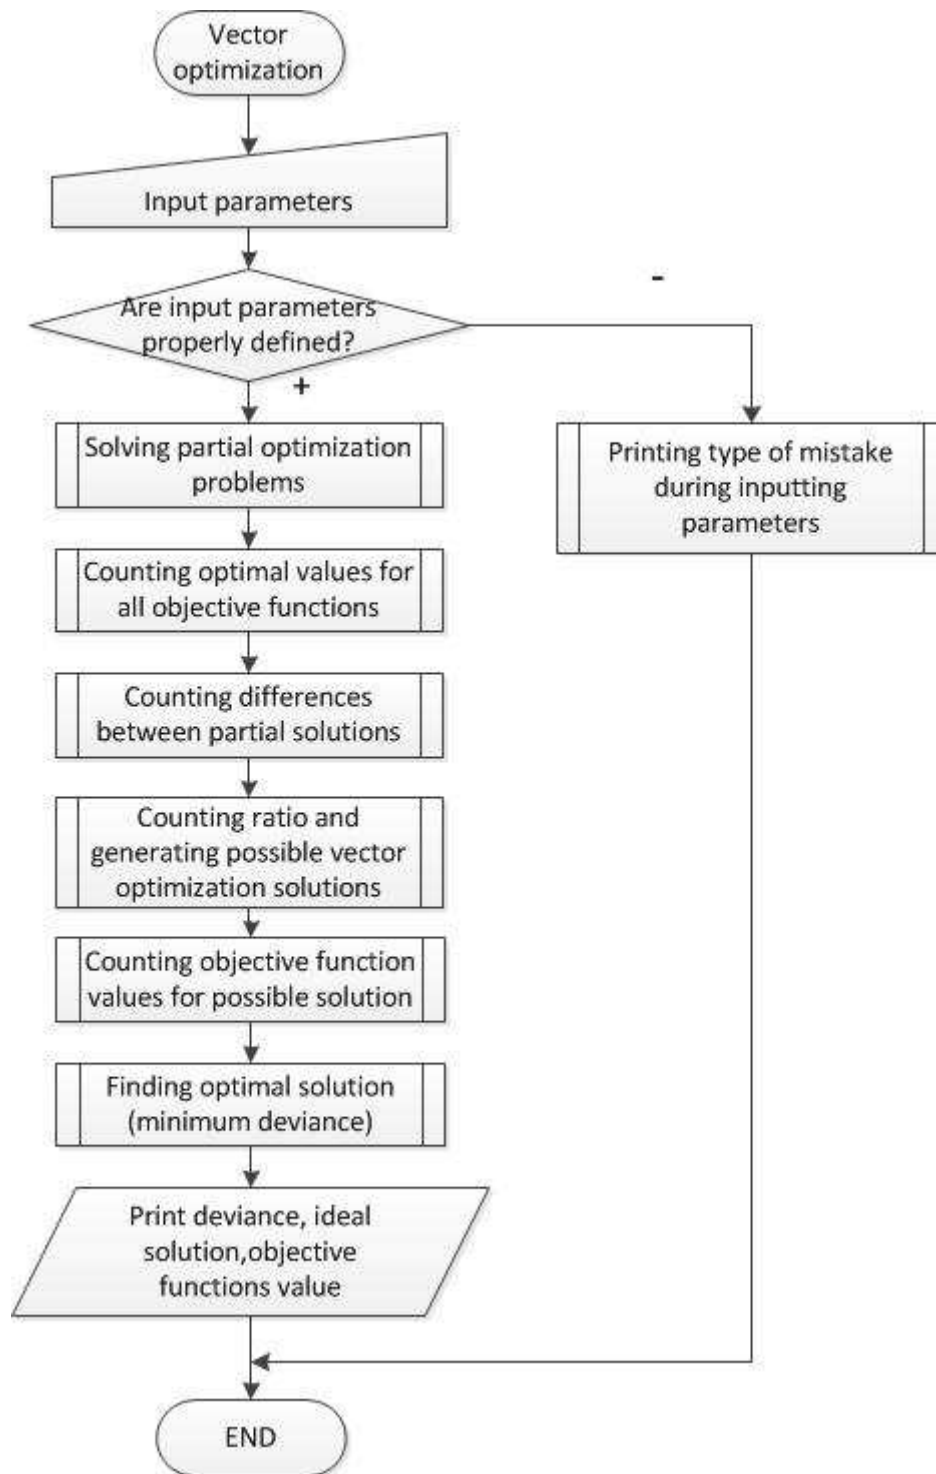 Vector
optimization
Input parameters
-
Are input parameters
properly defined?
+
Solving partial optimization
problems
Printing type of mistake
during inputting
parameters
Counting optimal values for
all objective functions
Counting differences
between partial solutions
Counting ratio and
generating possible vector
optimization solutions
Counting objective function
values for possible solution
Finding optimal solution
(minimum deviance)
Print deviance, ideal
solution,objective
functions value
END